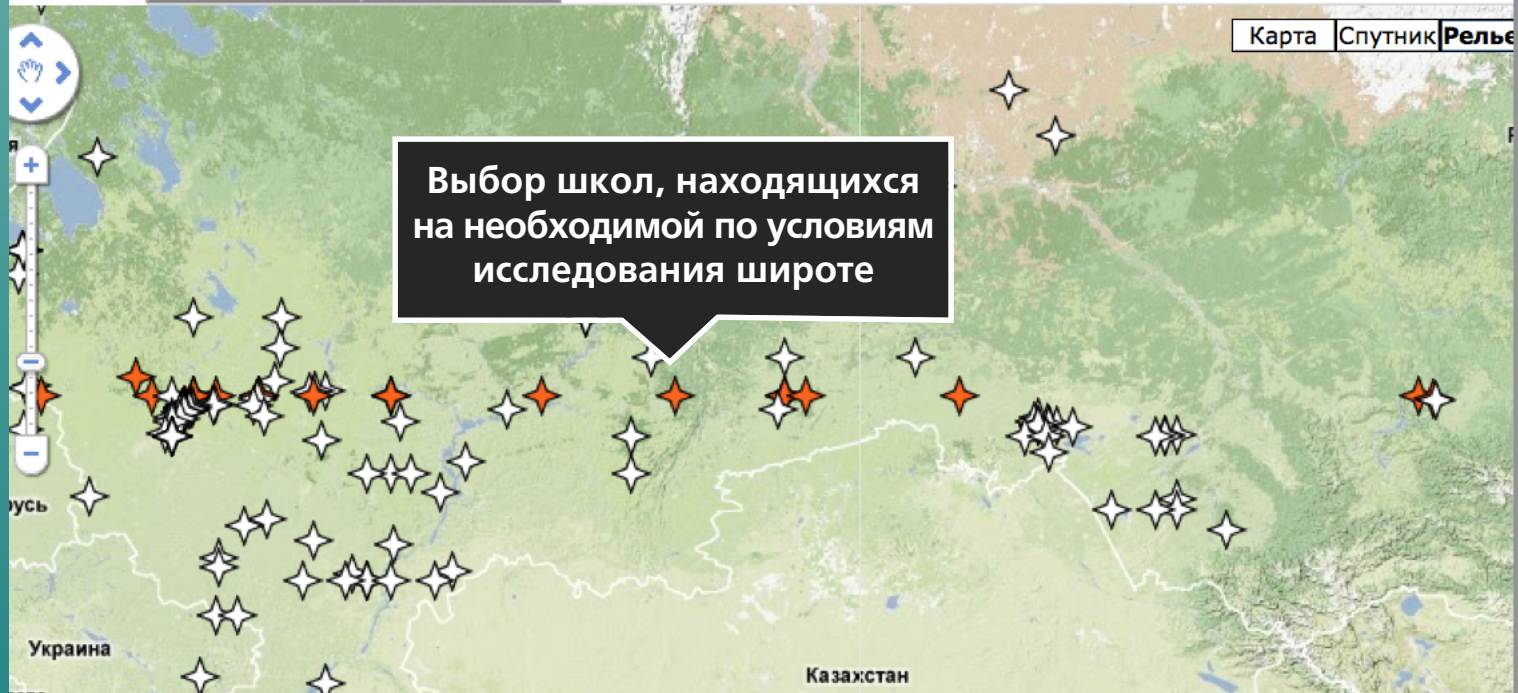 Карта
Спутник
Релье
Выбор школ, находящихся
на необходимой по условиям
исследования широте
я
русь
Украина
Казахстан